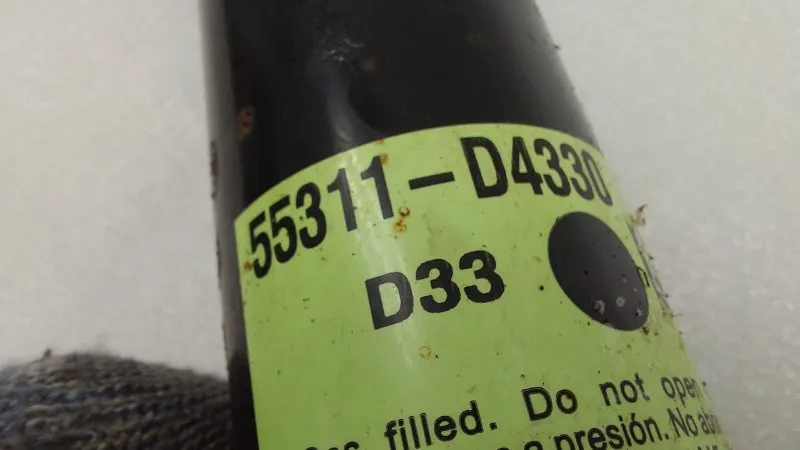 55311-D4330
D33
filled. Do not open
a presión. No